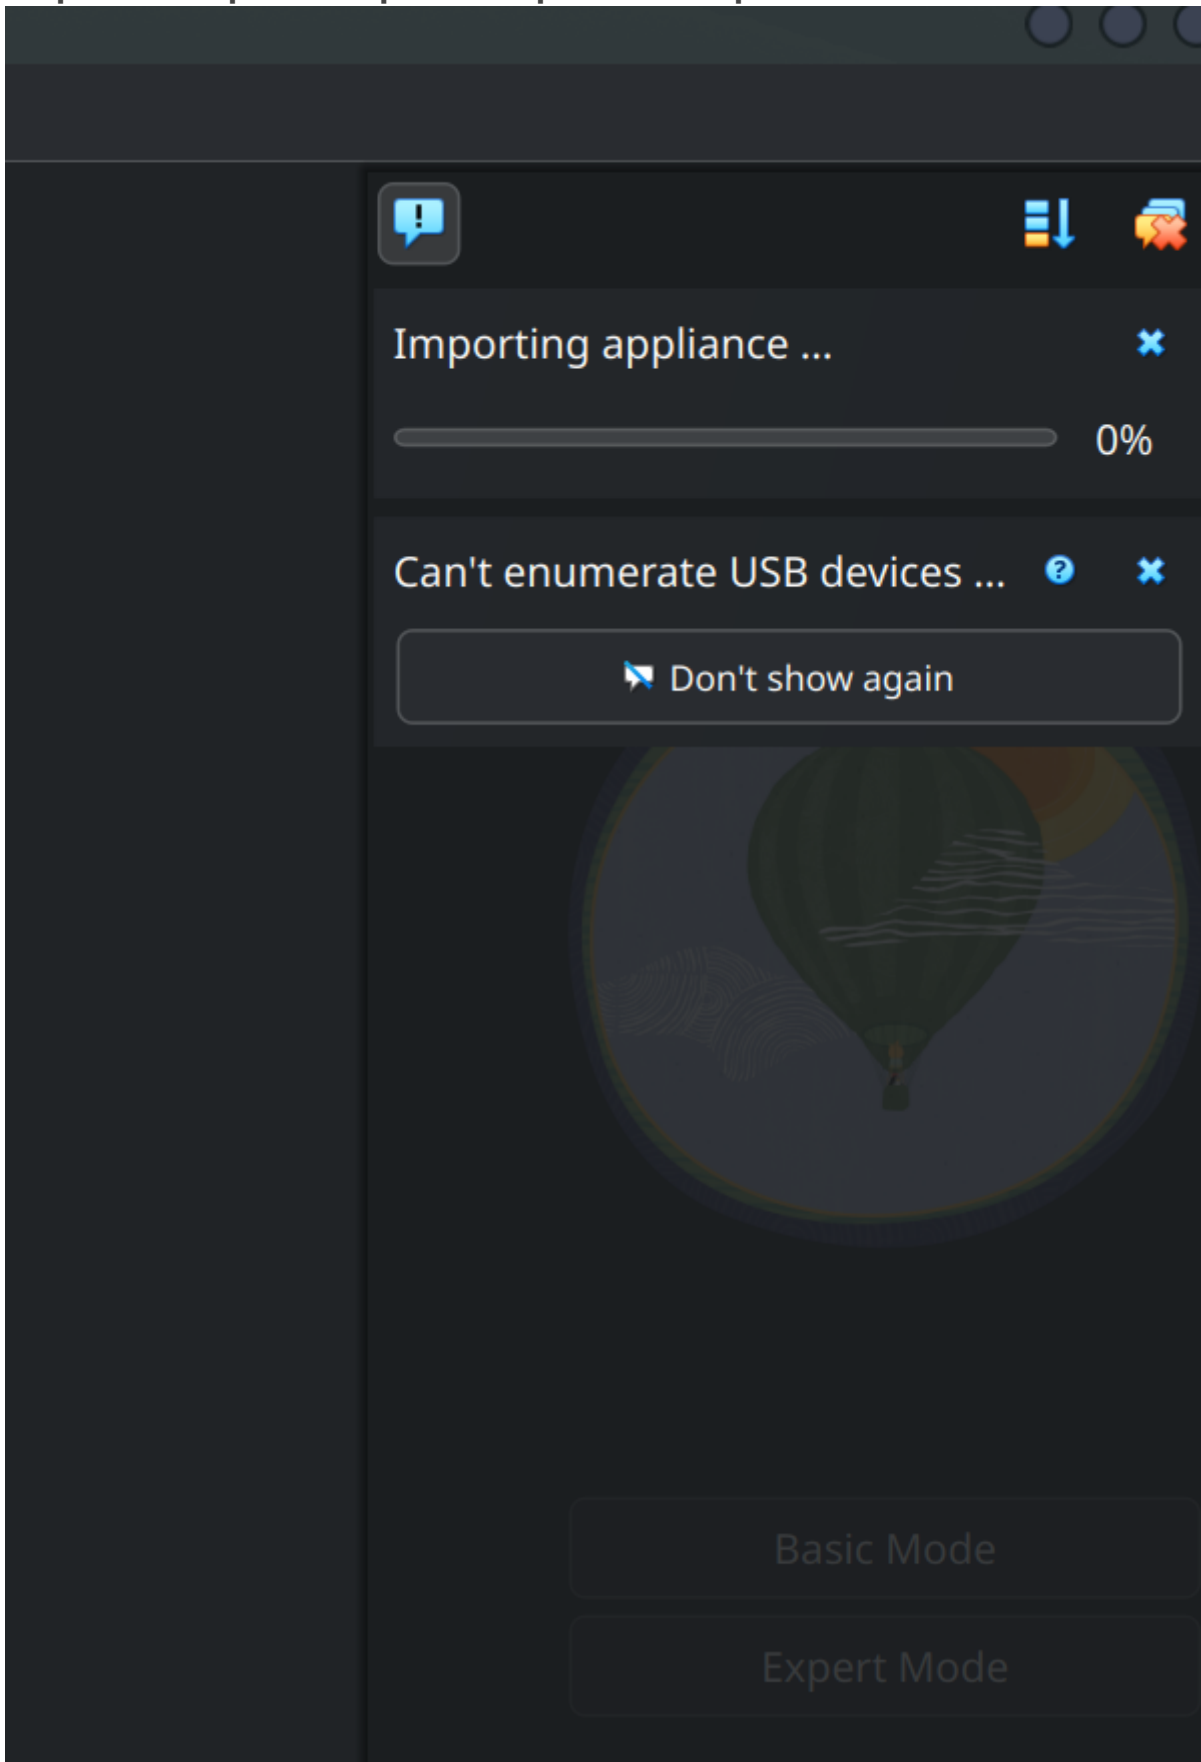 Importing appliance ...
0%
Can't enumerate USB devices ...
Don't show again
Basic Mode
Expert Mode